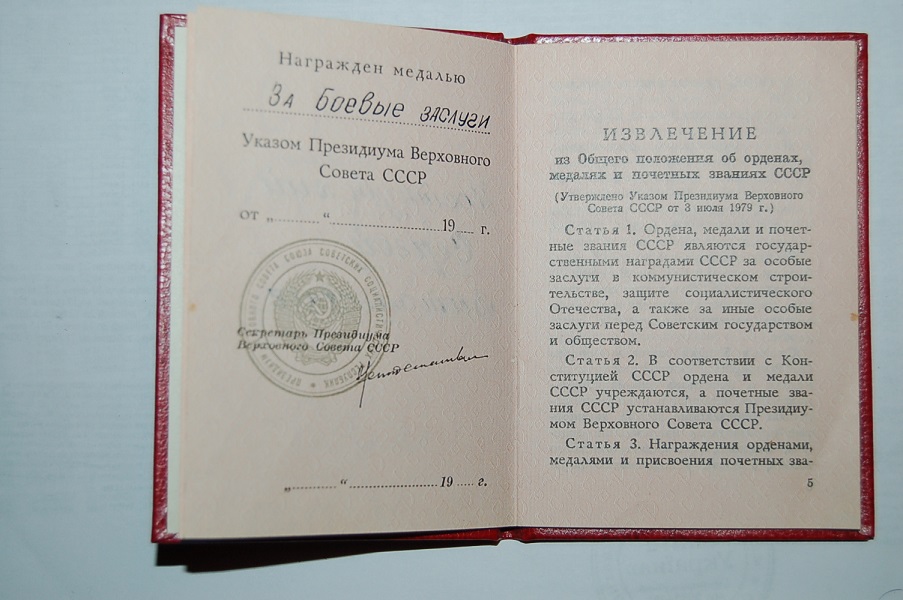 Награжден медалью
За боевые заслуги
Указом Президиума Верховного
Совета СССР
от „ “ 19 г.
Секретарь Президиума
Верховного Совета СССР
„ “ 19 г.
ИЗВЛЕЧЕНИЕ
из Общего положения об орденах,
медалях и почетных званиях СССР
(Утверждено Указом Президиума Верховного
Совета СССР от 3 июля 1979 г.)
Статья 1. Ордена, медали и почет-
ные звания СССР являются государ-
ственными наградами СССР за особые
заслуги в коммунистическом строи-
тельстве, защите социалистического
Отечества, а также за иные особые
заслуги перед Советским государством
и обществом.
Статья 2. В соответствии с Кон-
ституцией СССР ордена и медали
СССР учреждаются, а почетные зва-
ния СССР устанавливаются Президиу-
мом Верховного Совета СССР.
Статья 3. Награждения орденами,
медалями и присвоения почетных зва-
5